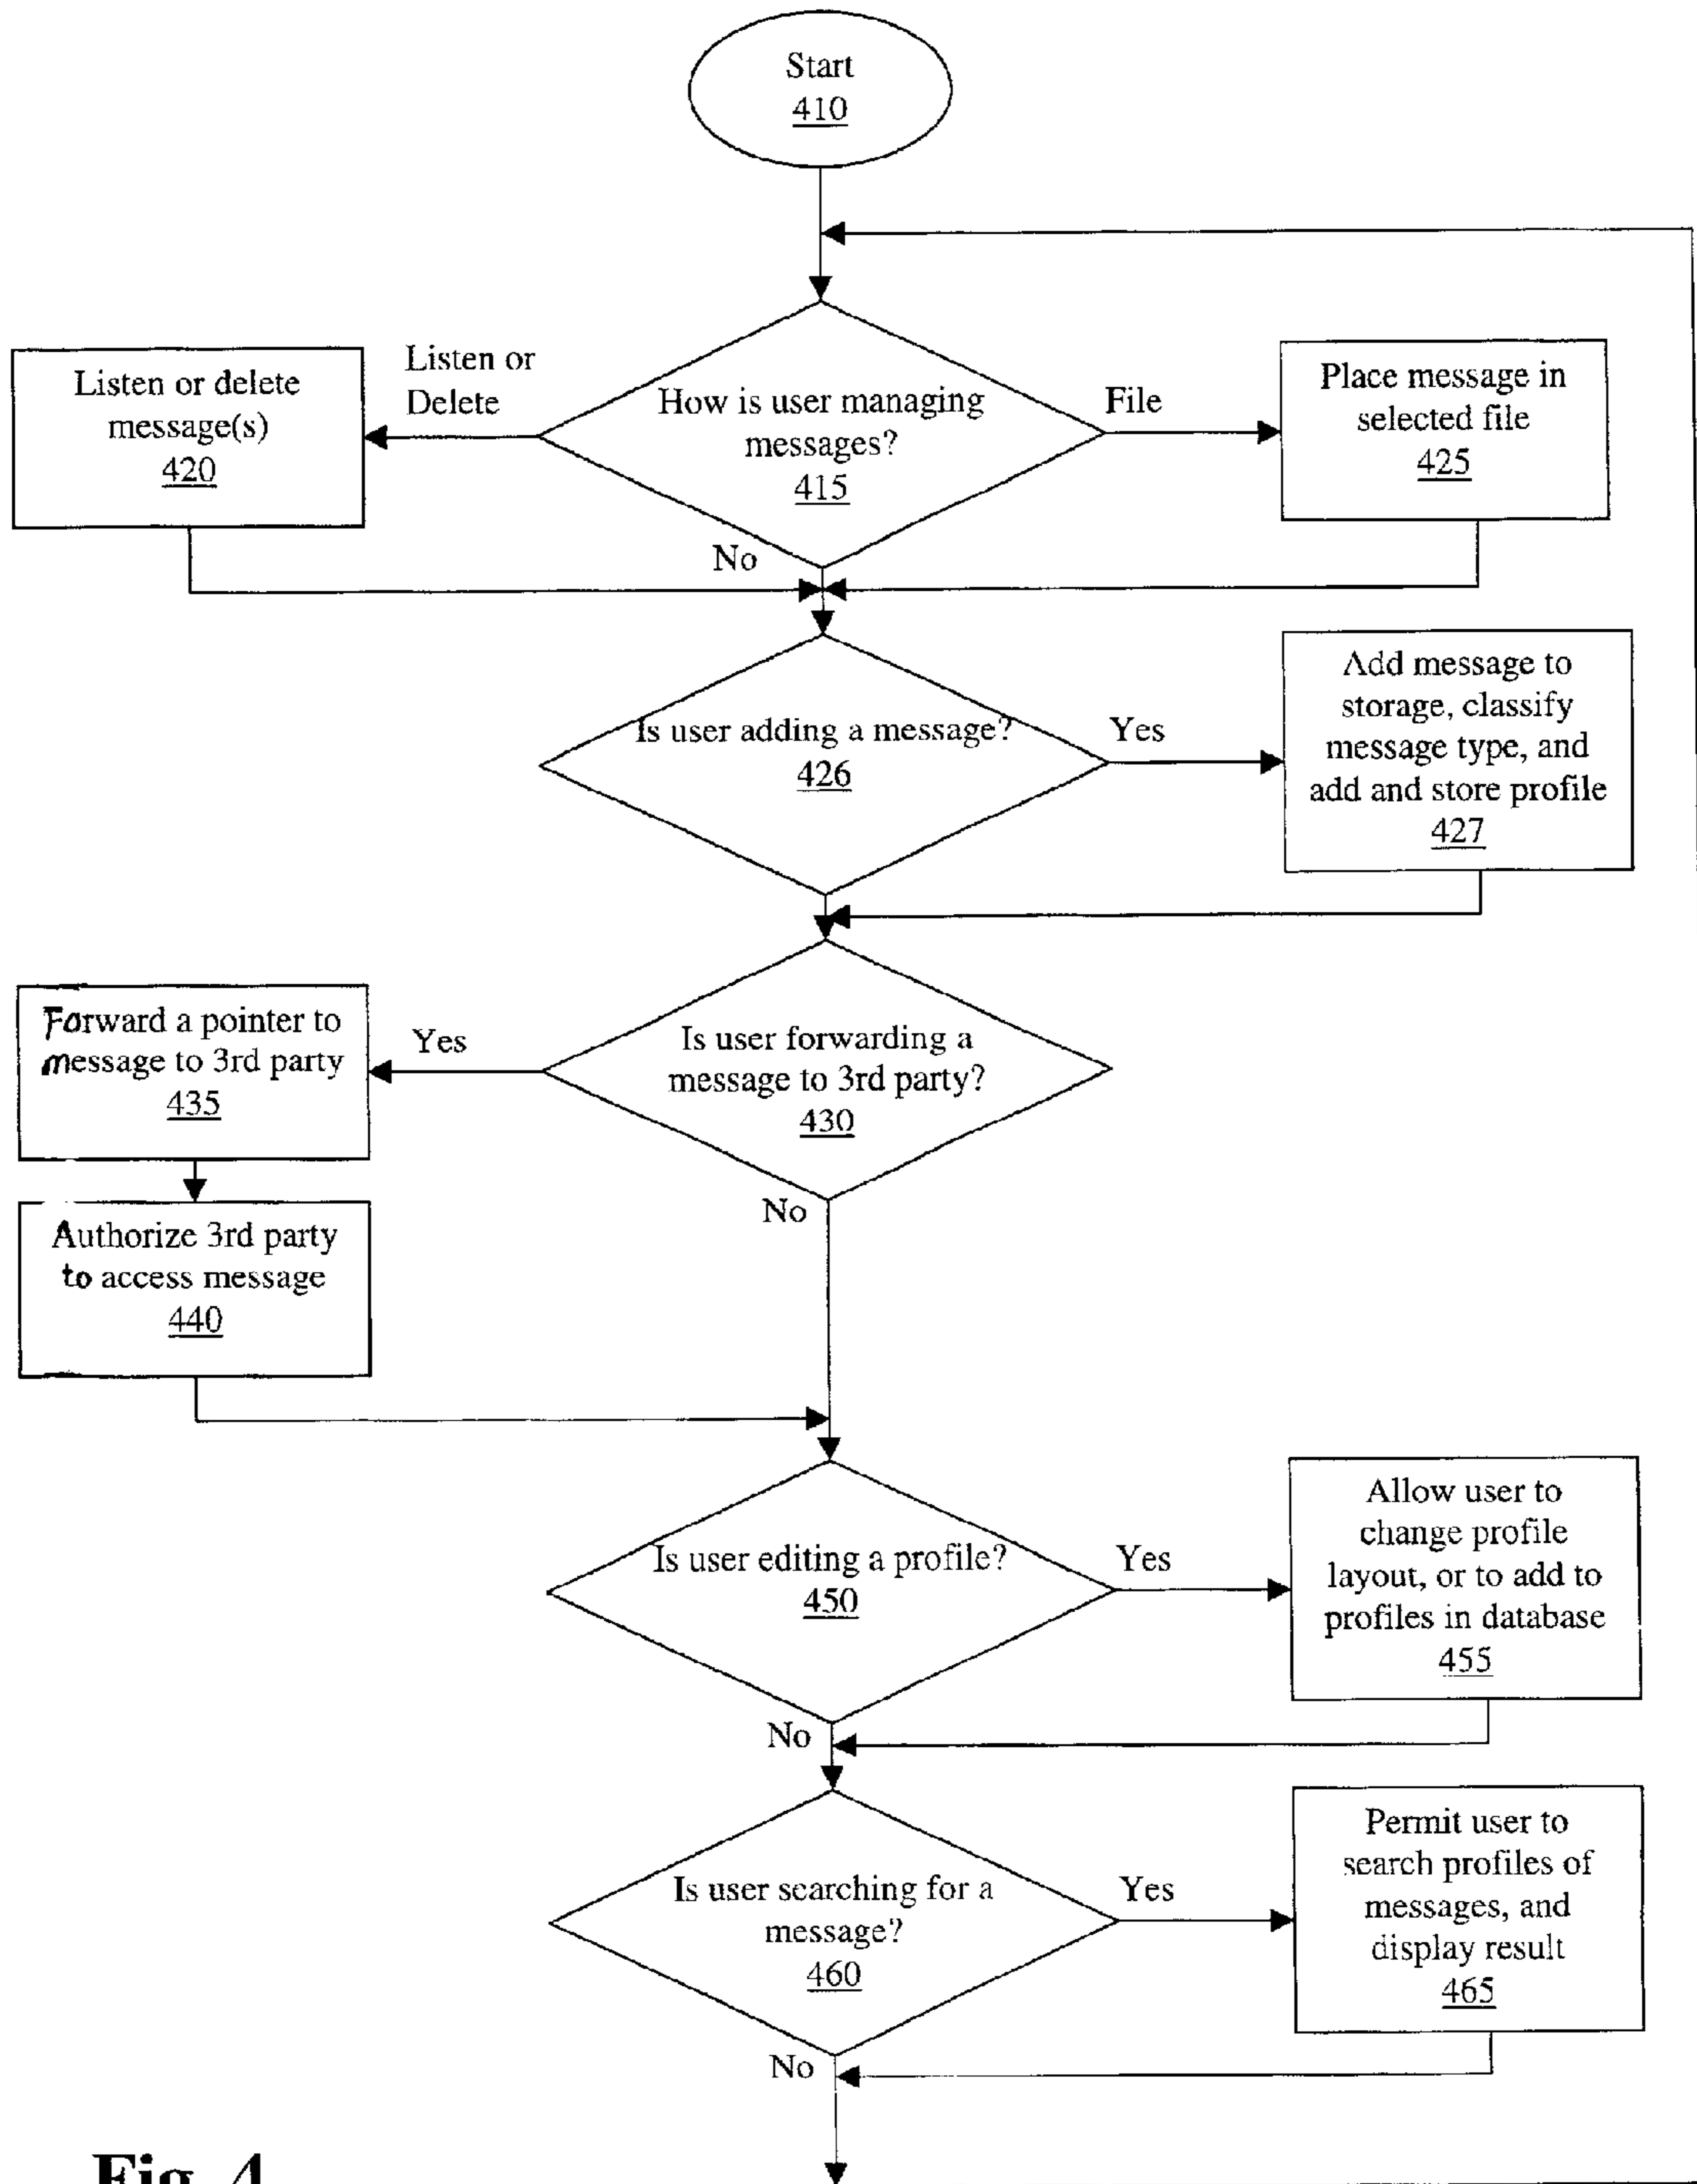 Start
410
Listen or delete
message(s)
420
Listen or
Delete
How is user managing
messages?
415
File
Place message in
selected file
425
No
Is user adding a message?
426
Yes
Add message to
storage, classify
message type, and
add and store profile
427
Forward a pointer to
message to 3rd party
435
Yes
Is user forwarding a
message to 3rd party?
430
No
Authorize 3rd party
to access message
440
Is user editing a profile?
450
Yes
Allow user to
change profile
layout, or to add to
profiles in database
455
No
Is user searching for a
message?
460
Yes
Permit user to
search profiles of
messages, and
display result
465
No
Fig. 4